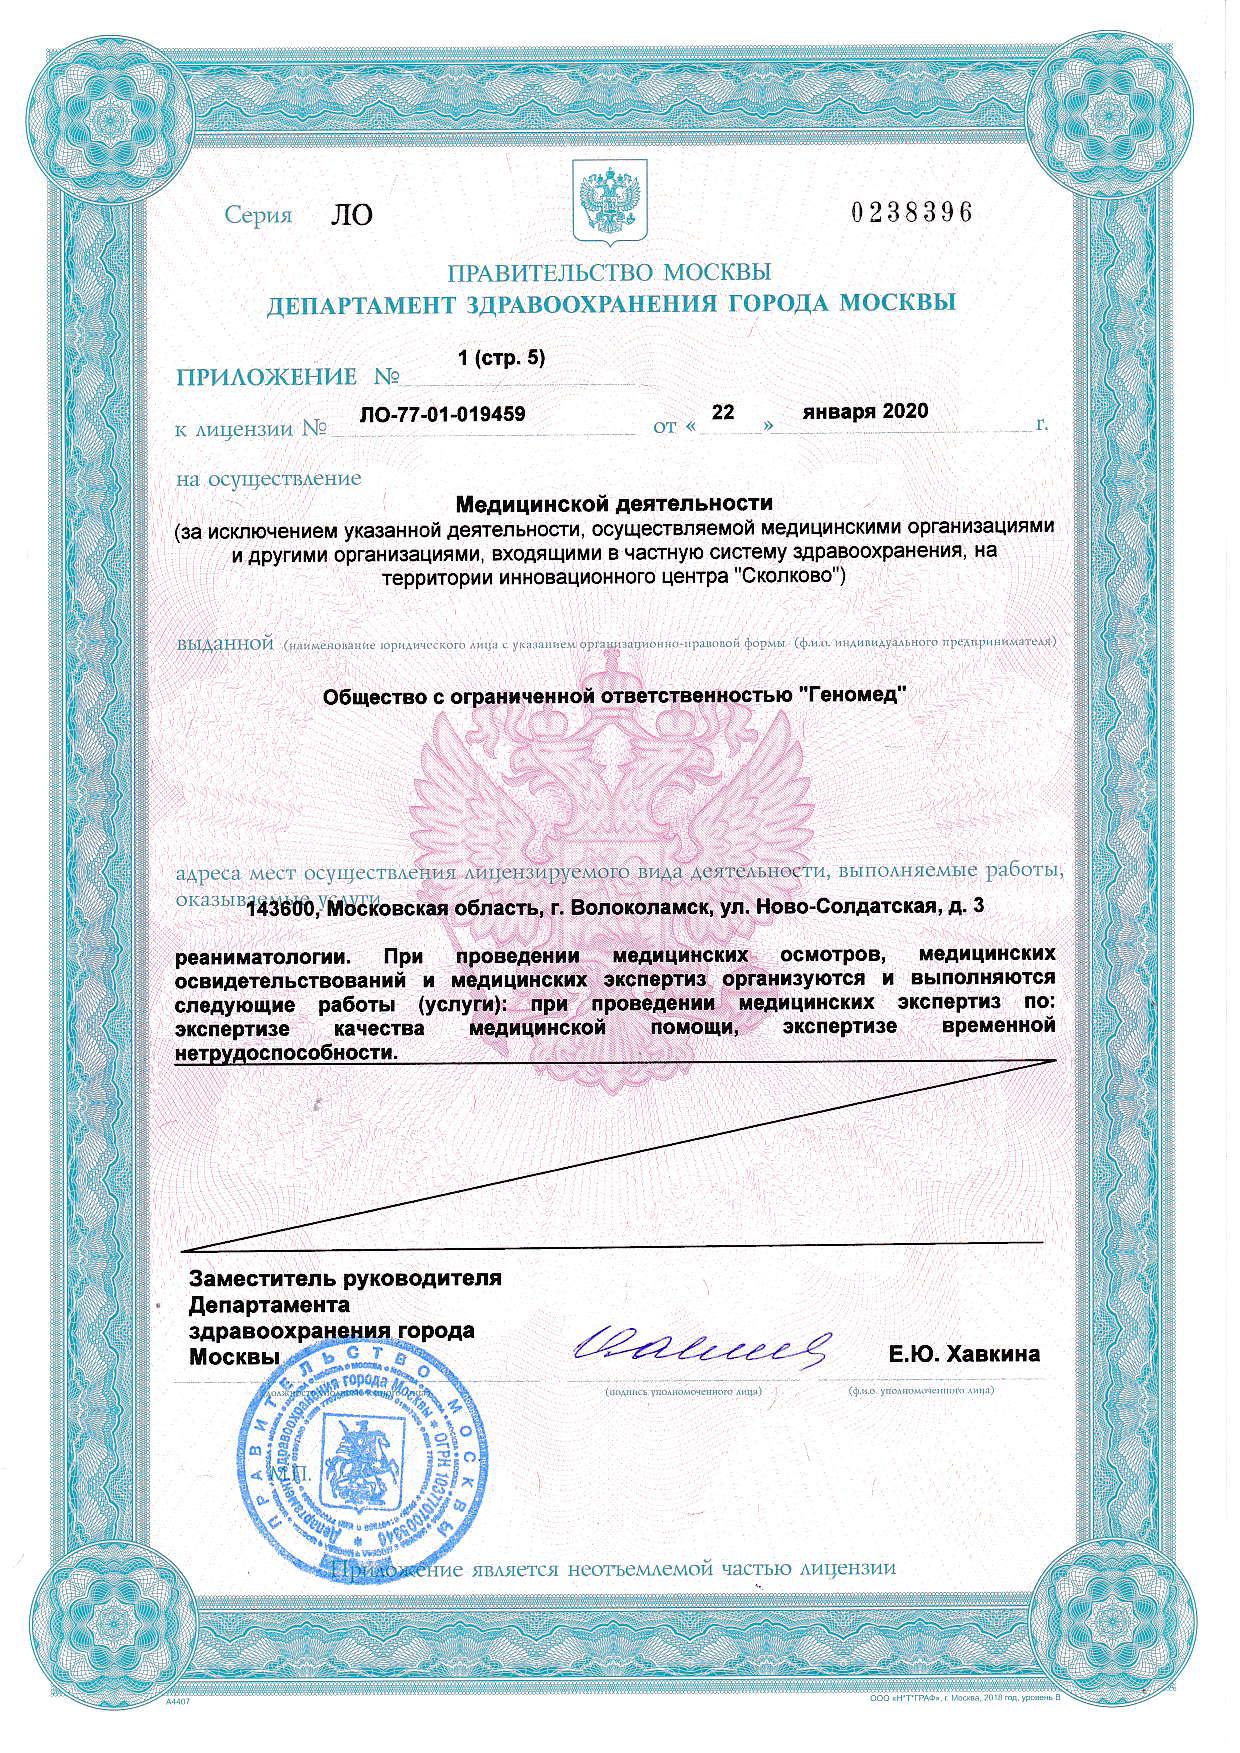 Серия ЛО 0238396
ПРАВИТЕЛЬСТВО МОСКВЫ
ДЕПАРТАМЕНТ ЗДРАВООХРАНЕНИЯ ГОРОДА МОСКВЫ
ПРИЛОЖЕНИЕ № 1 (стр. 5)
к лицензии № ЛО-77-01-019459 от « 22 » января 2020 г.
на осуществление
Медицинской деятельности
(за исключением указанной деятельности, осуществляемой медицинскими организациями
и другими организациями, входящими в частную систему здравоохранения, на
территории инновационного центра "Сколково")
выданной (наименование юридического лица с указанием организационно-правовой формы (ф.и.о. индивидуального предпринимателя)
Общество с ограниченной ответственностью "Геномед"
адреса мест осуществления лицензируемого вида деятельности, выполняемые работы,
оказываемые услуги
143600, Московская область, г. Волоколамск, ул. Ново-Солдатская, д. 3
реаниматологии. При проведении медицинских осмотров, медицинских
освидетельствований и медицинских экспертиз организуются и выполняются
следующие работы (услуги): при проведении медицинских экспертиз по:
экспертизе качества медицинской помощи, экспертизе временной
нетрудоспособности.
Заместитель руководителя
Департамента
здравоохранения города
Москвы
Е.Ю. Хавкина
(подпись уполномоченного лица) (ф.и.о. уполномоченного лица)
ПРАВИТЕЛЬСТВО МОСКВЫ
Департамент здравоохранения города Москвы * ОГРН 1037707005346 *
М.П.
Приложение является неотъемлемой частью лицензии
А4407
ООО «Н*Т*ГРАФ», г. Москва, 2018 год, уровень В